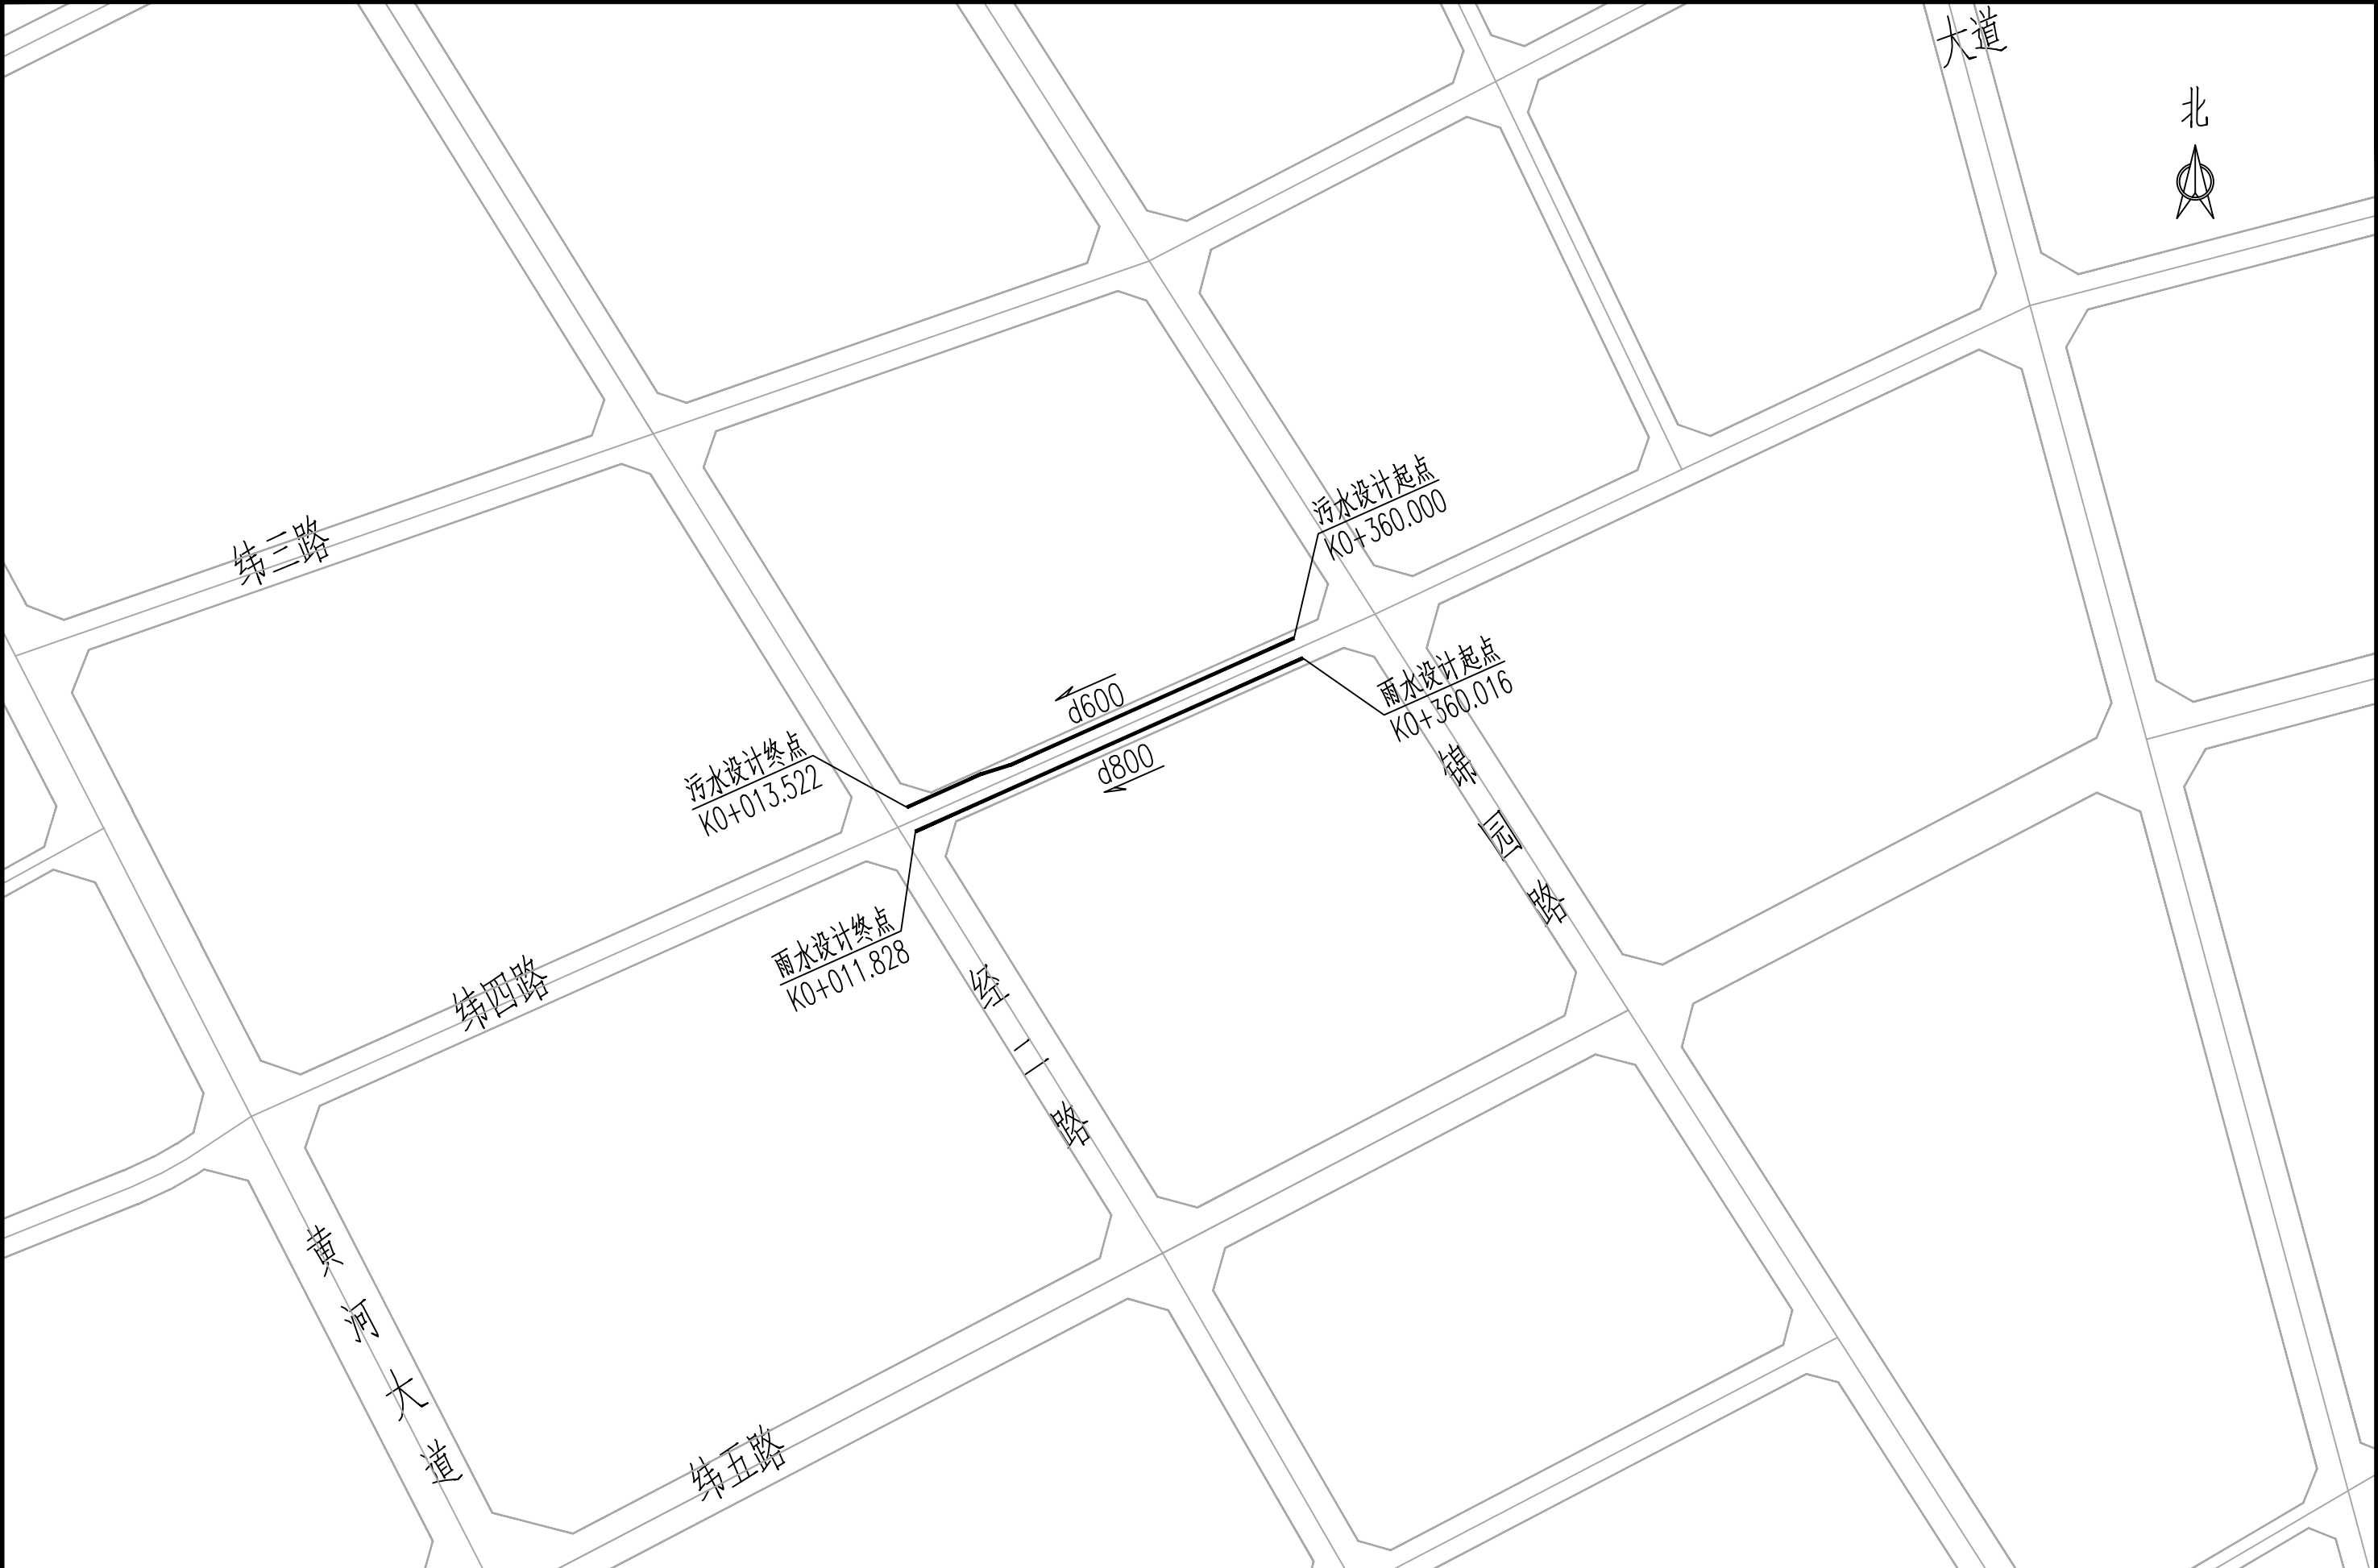 大道
北
纬三路
污水设计起点
K0+360.000
雨水设计起点
K0+360.016
d600
d800
污水设计终点
K0+013.522
雨水设计终点
K0+011.828
锦园路
纬四路
经二路
黄河大道
纬五路